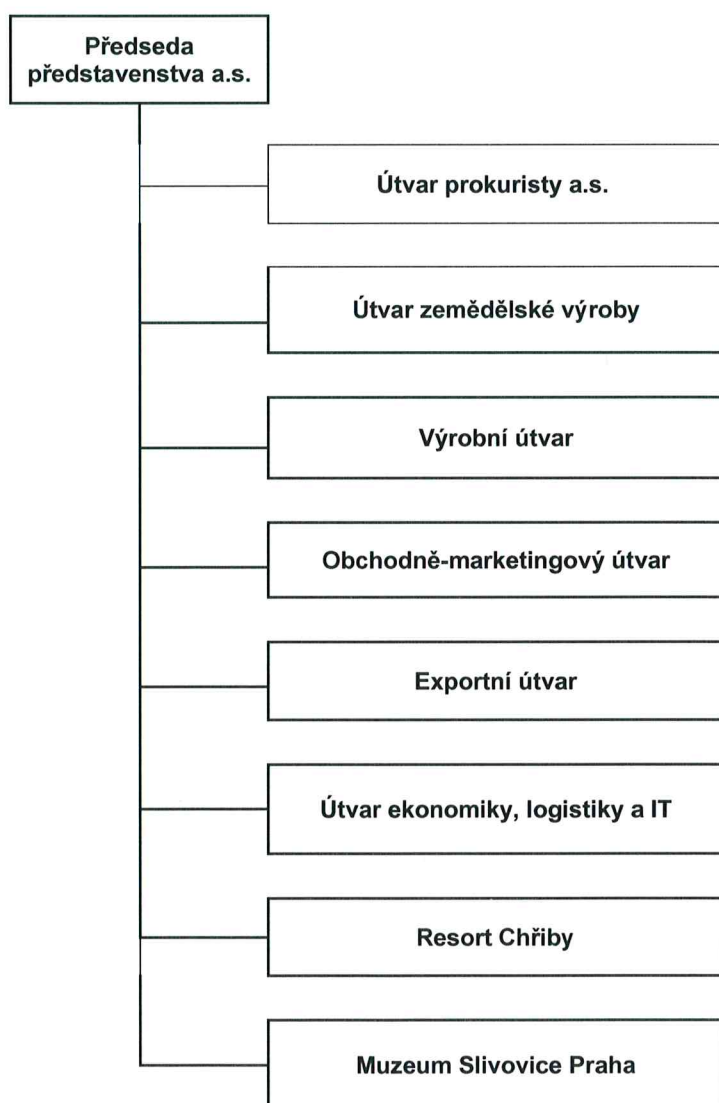 Předseda
představenstva a.s.
Útvar prokuristy a.s.
Útvar zemědělské výroby
Výrobní útvar
Obchodně-marketingový útvar
Exportní útvar
Útvar ekonomiky, logistiky a IT
Resort Chřiby
Muzeum Slivovice Praha